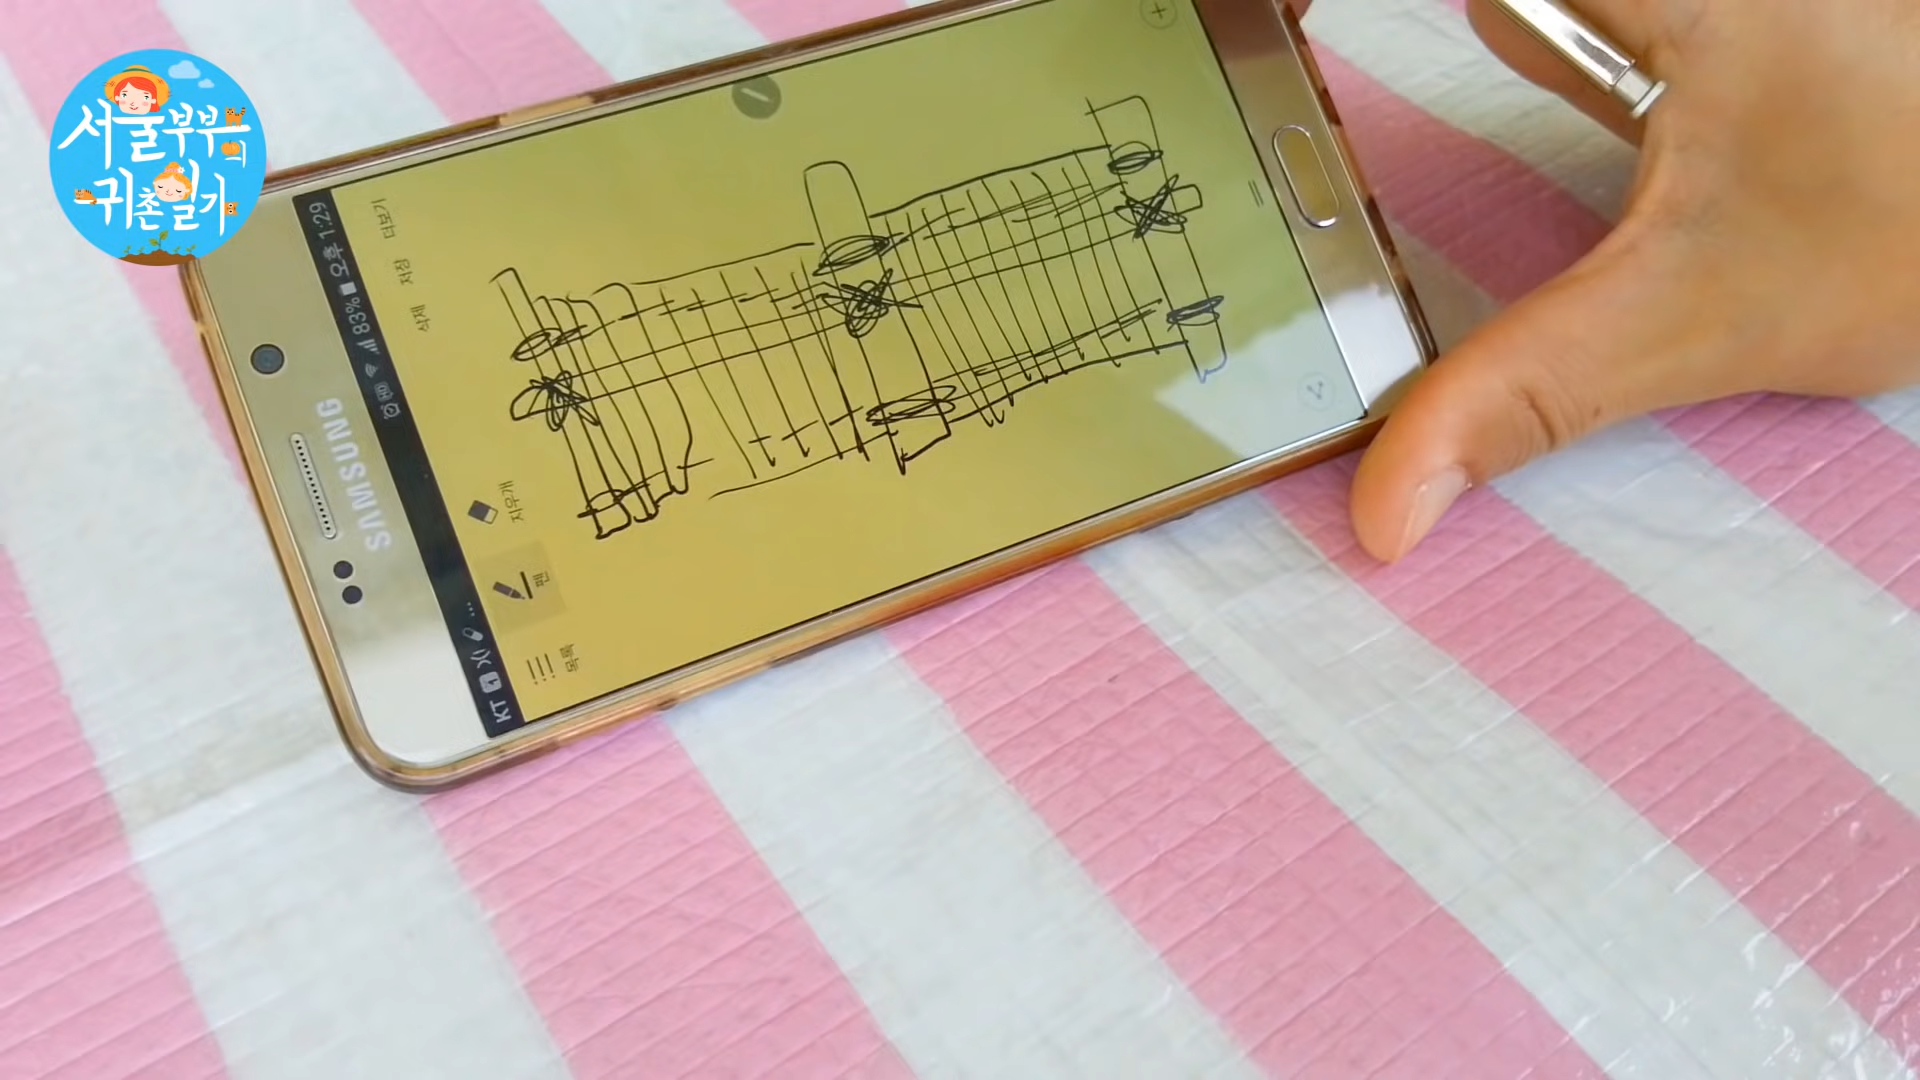 서울부부의
귀촌일기
SAMSUNG
KT
83% 오후 1:29
목록
펜
지우개
삭제
저장
더보기